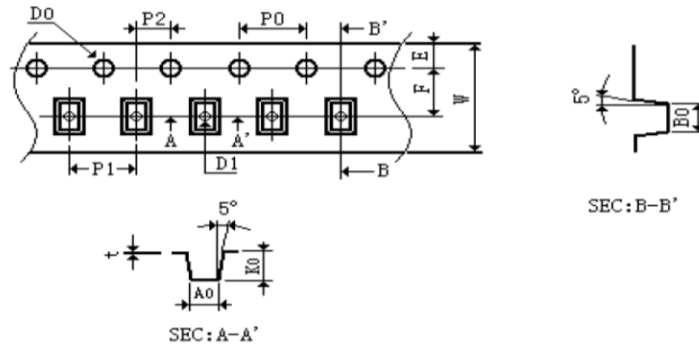 D0
P2
P0
B'
E
F
W
A
A'
P1
D1
B
5°
B0
SEC:B-B'
5°
t
K0
A0
SEC:A-A'